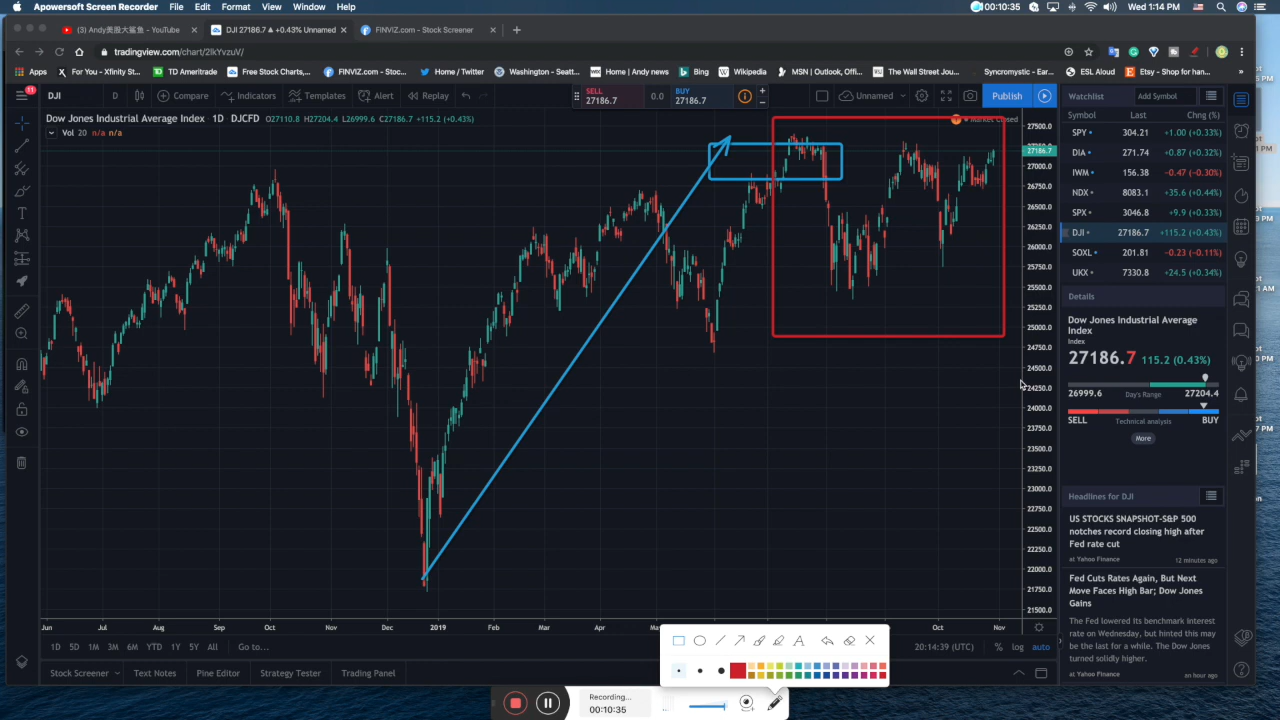 Apowersoft Screen Recorder File Edit Format View Window Help 00:10:35 Wed 1:14 PM
(3) Andy美股大鲨鱼 - YouTube × DJI 27186.7 ▲+0.43% Unnamed × FINVIZ.com - Stock Screener × +
tradingview.com/chart/2lkYvzuV/
Apps For You - Xfinity St... TD Ameritrade Free Stock Charts,... FINVIZ.com - Stoc... Home / Twitter Washington - Seatt... Home | Andy news Bing Wikipedia MSN | Outlook, Offi... The Wall Street Jou... Syncromystic - Ear... ESL Aloud Etsy - Shop for han... »
11 DJI D Compare Indicators Templates Alert Replay SELL 27186.7 0.0 BUY 27186.7 Unnamed Publish
Dow Jones Industrial Average Index · 1D · DJCFD O27110.8 H27204.4 L26999.6 C27186.7 +115.2 (+0.43%)
Vol 20 n/a n/a
Market Closed
27500.0
27186.7
27000.0
26750.0
26500.0
26250.0
26000.0
25750.0
25500.0
25250.0
25000.0
24750.0
24500.0
24250.0
24000.0
23750.0
23500.0
23250.0
23000.0
22750.0
22500.0
22250.0
22000.0
21750.0
21500.0
Jun Jul Aug Sep Oct Nov Dec 2019 Feb Mar Apr Oct Nov
1D 5D 1M 3M 6M YTD 1Y 5Y All Go to... 20:14:39 (UTC) % log auto
Stock Screener Text Notes Pine Editor Strategy Tester Trading Panel
Watchlist Add Symbol
Symbol Last Chng (%)
SPY 304.21 +1.00 (+0.33%)
DIA 271.74 +0.87 (+0.32%)
IWM 156.38 -0.47 (-0.30%)
NDX 8083.1 +35.6 (+0.44%)
SPX 3046.8 +9.9 (+0.33%)
DJI 27186.7 +115.2 (+0.43%)
SOXL 201.81 -0.23 (-0.11%)
UKX 7330.8 +24.5 (+0.34%)
Details
Dow Jones Industrial Average
Index
Index
27186.7 115.2 (0.43%)
26999.6 Day's Range 27204.4
SELL Technical analysis BUY
More
Headlines for DJI
US STOCKS SNAPSHOT-S&P 500
notches record closing high after
Fed rate cut
at Yahoo Finance 12 minutes ago
Fed Cuts Rates Again, But Next
Move Faces High Bar; Dow Jones
Gains
The Fed lowered its benchmark interest
rate on Wednesday, but hinted this may
be the last for a while. The Dow Jones
turned solidly higher.
at Yahoo Finance an hour ago
A
Recording...
00:10:35